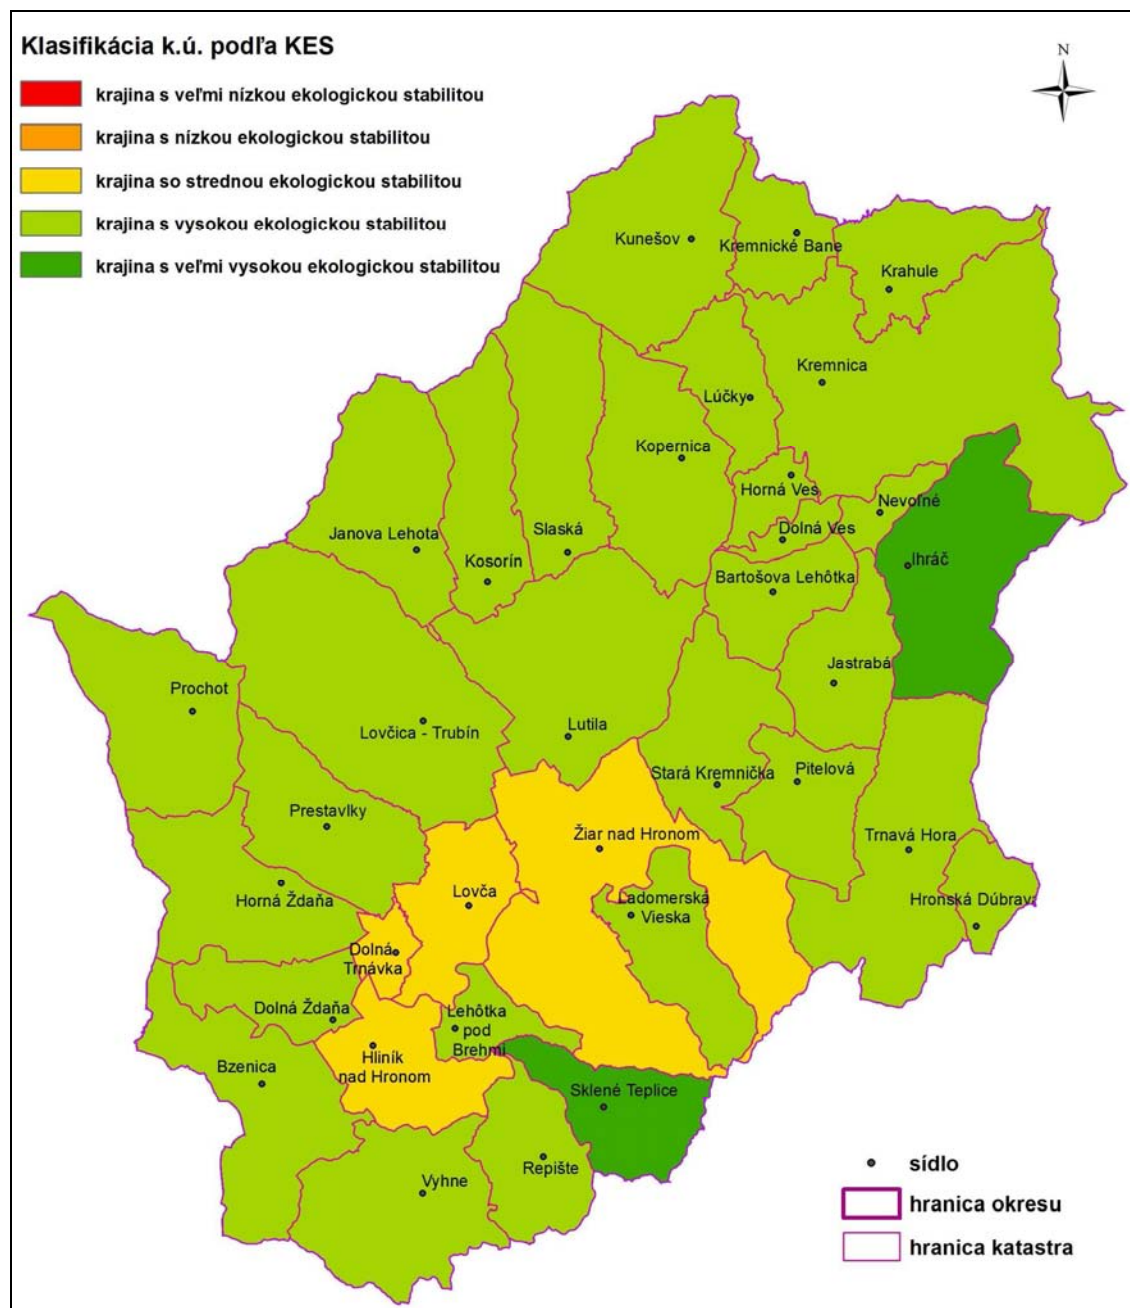 Klasifikácia k.ú. podľa KES
krajina s veľmi nízkou ekologickou stabilitou
krajina s nízkou ekologickou stabilitou
krajina so strednou ekologickou stabilitou
krajina s vysokou ekologickou stabilitou
krajina s veľmi vysokou ekologickou stabilitou
N
Kunešov
Kremnické Bane
Krahule
Kremnica
Lúčky
Kopernica
Horná Ves
Nevoľné
Dolná Ves
Janova Lehota
Slaská
Kosorín
Ihráč
Bartošova Lehôtka
Jastrabá
Prochot
Lovčica - Trubín
Lutila
Stará Kremnička
Pitelová
Prestavlky
Žiar nad Hronom
Trnavá Hora
Horná Ždaňa
Lovča
Ľadomerská
Vieska
Hronská Dúbrava
Dolná
Trnávka
Dolná Ždaňa
Lehôtka
pod
Brehmi
Hliník
nad Hronom
Bzenica
Sklené Teplice
Repište
Vyhne
sídlo
hranica okresu
hranica katastra